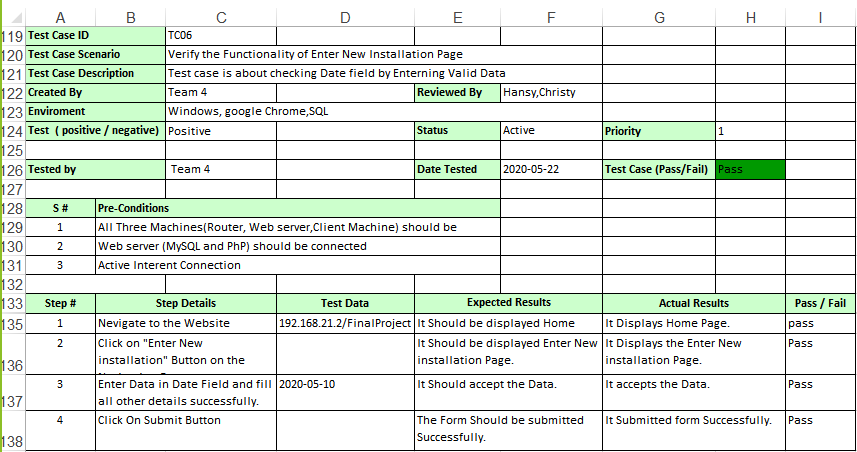 A B C D E F G H I
119 Test Case ID TC06
120 Test Case Scenario Verify the Functionality of Enter New Installation Page
121 Test Case Description Test case is about checking Date field by Enterning Valid Data
122 Created By Team 4 Reviewed By Hansy,Christy
123 Enviroment Windows, google Chrome,SQL
124 Test ( positive / negative) Positive Status Active Priority 1
125
126 Tested by Team 4 Date Tested 2020-05-22 Test Case (Pass/Fail) Pass
127
128 S # Pre-Conditions
129 1 All Three Machines(Router, Web server,Client Machine) should be
130 2 Web server (MySQL and PhP) should be connected
131 3 Active Interent Connection
132
133 Step # Step Details Test Data Expected Results Actual Results Pass / Fail
135 1 Nevigate to the Website 192.168.21.2/FinalProject It Should be displayed Home It Displays Home Page. pass
2 Click on "Enter New It Should be displayed Enter New It Displays the Enter New Pass
136 installation" Button on the installation Page. installation Page.
3 Enter Data in Date Field and fill 2020-05-10 It Should accept the Data. It accepts the Data. Pass
137 all other details successfully.
4 Click On Submit Button The Form Should be submitted It Submitted form Successfully. Pass
138 Successfully.